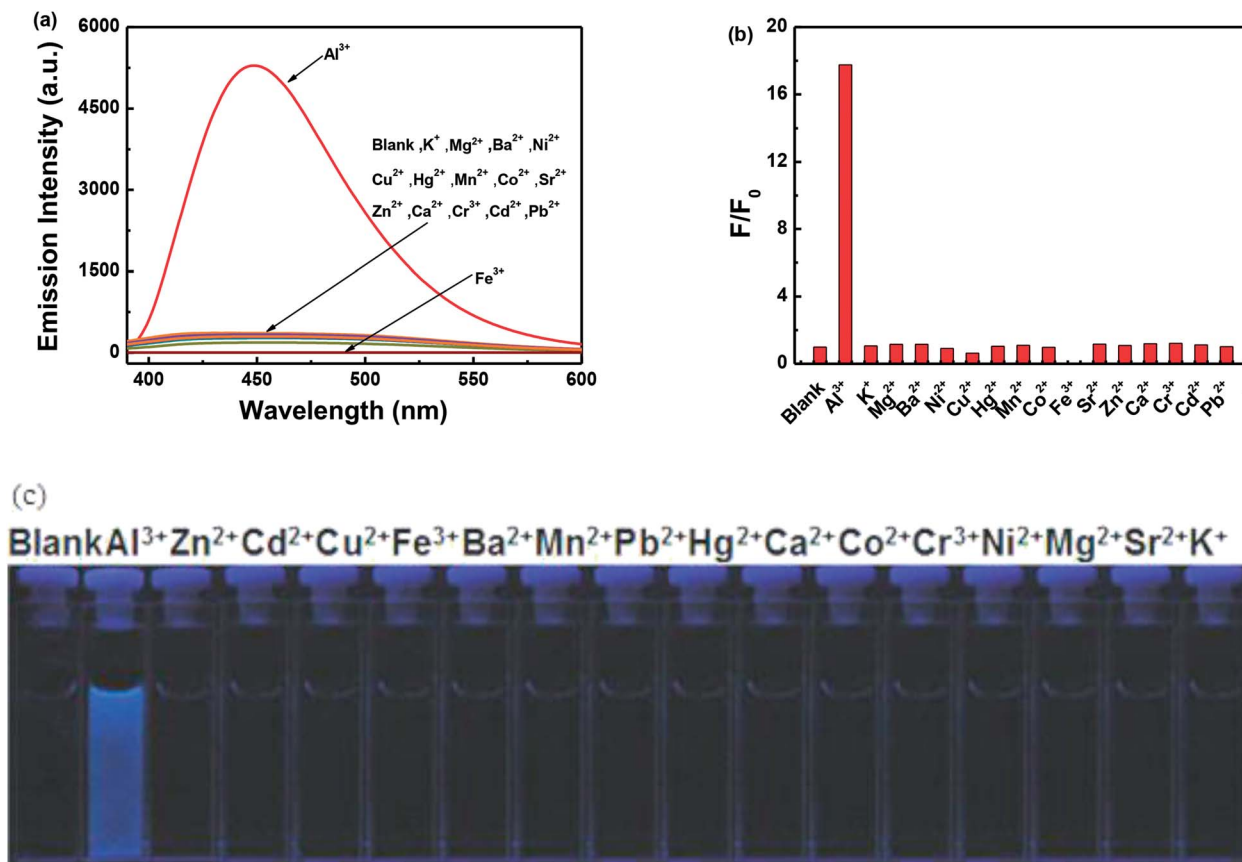 (a)
6000
4500
3000
1500
0
Emission Intensity (a.u.)
Al³⁺
Blank ,K⁺ ,Mg²⁺ ,Ba²⁺ ,Ni²⁺
Cu²⁺ ,Hg²⁺ ,Mn²⁺ ,Co²⁺ ,Sr²⁺
Zn²⁺ ,Ca²⁺ ,Cr³⁺ ,Cd²⁺ ,Pb²⁺
Fe³⁺
400 450 500 550 600
Wavelength (nm)
(b)
20
16
12
8
4
0
F/F₀
Blank Al³⁺ K⁺ Mg²⁺ Ba²⁺ Ni²⁺ Cu²⁺ Hg²⁺ Mn²⁺ Co²⁺ Fe³⁺ Sr²⁺ Zn²⁺ Ca²⁺ Cr³⁺ Cd²⁺ Pb²⁺
(c)
BlankAl³⁺Zn²⁺Cd²⁺Cu²⁺Fe³⁺Ba²⁺Mn²⁺Pb²⁺Hg²⁺Ca²⁺Co²⁺Cr³⁺Ni²⁺Mg²⁺Sr²⁺K⁺